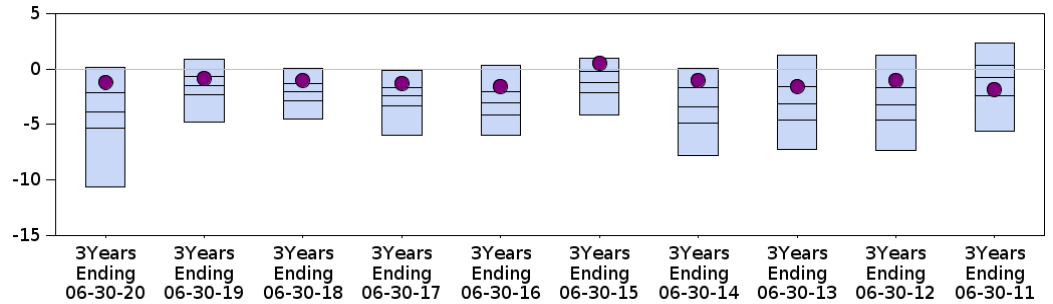 5
0
-5
-10
-15
3Years 3Years 3Years 3Years 3Years 3Years 3Years 3Years 3Years 3Years
Ending Ending Ending Ending Ending Ending Ending Ending Ending Ending
06-30-20 06-30-19 06-30-18 06-30-17 06-30-16 06-30-15 06-30-14 06-30-13 06-30-12 06-30-11